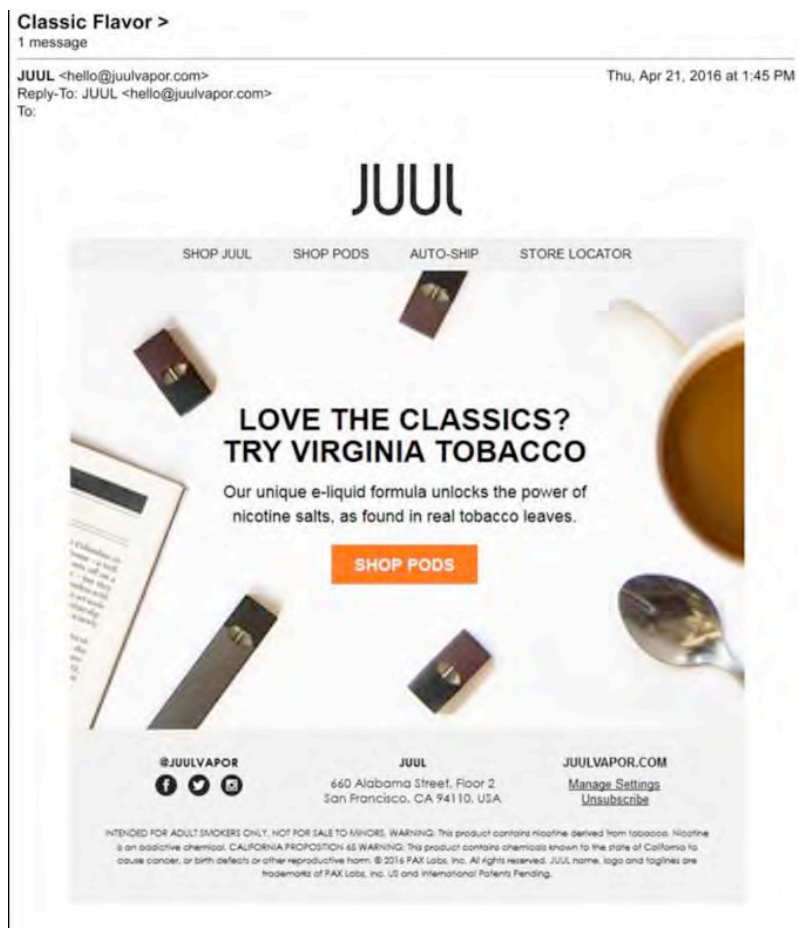 Classic Flavor >
1 message
JUUL <hello@juulvapor.com>
Thu, Apr 21, 2016 at 1:45 PM
Reply-To: JUUL <hello@juulvapor.com>
To:
JUUL
SHOP JUUL SHOP PODS AUTO-SHIP STORE LOCATOR
LOVE THE CLASSICS?
TRY VIRGINIA TOBACCO
Our unique e-liquid formula unlocks the power of
nicotine salts, as found in real tobacco leaves.
SHOP PODS
@JUULVAPOR
JUUL
660 Alabama Street, Floor 2
San Francisco, CA 94110, USA
JUULVAPOR.COM
Manage Settings
Unsubscribe
INTENDED FOR ADULT SMOKERS ONLY, NOT FOR SALE TO MINORS. WARNING: This product contains nicotine derived from tobacco. Nicotine
is an addictive chemical. CALIFORNIA PROPOSITION 65 WARNING: This product contains chemicals known to the state of California to
cause cancer, or birth defects or other reproductive harm. © 2016 PAX Labs, Inc. All rights reserved. JUUL name, logo and taglines are
trademarks of PAX Labs, Inc. US and International Patents Pending.